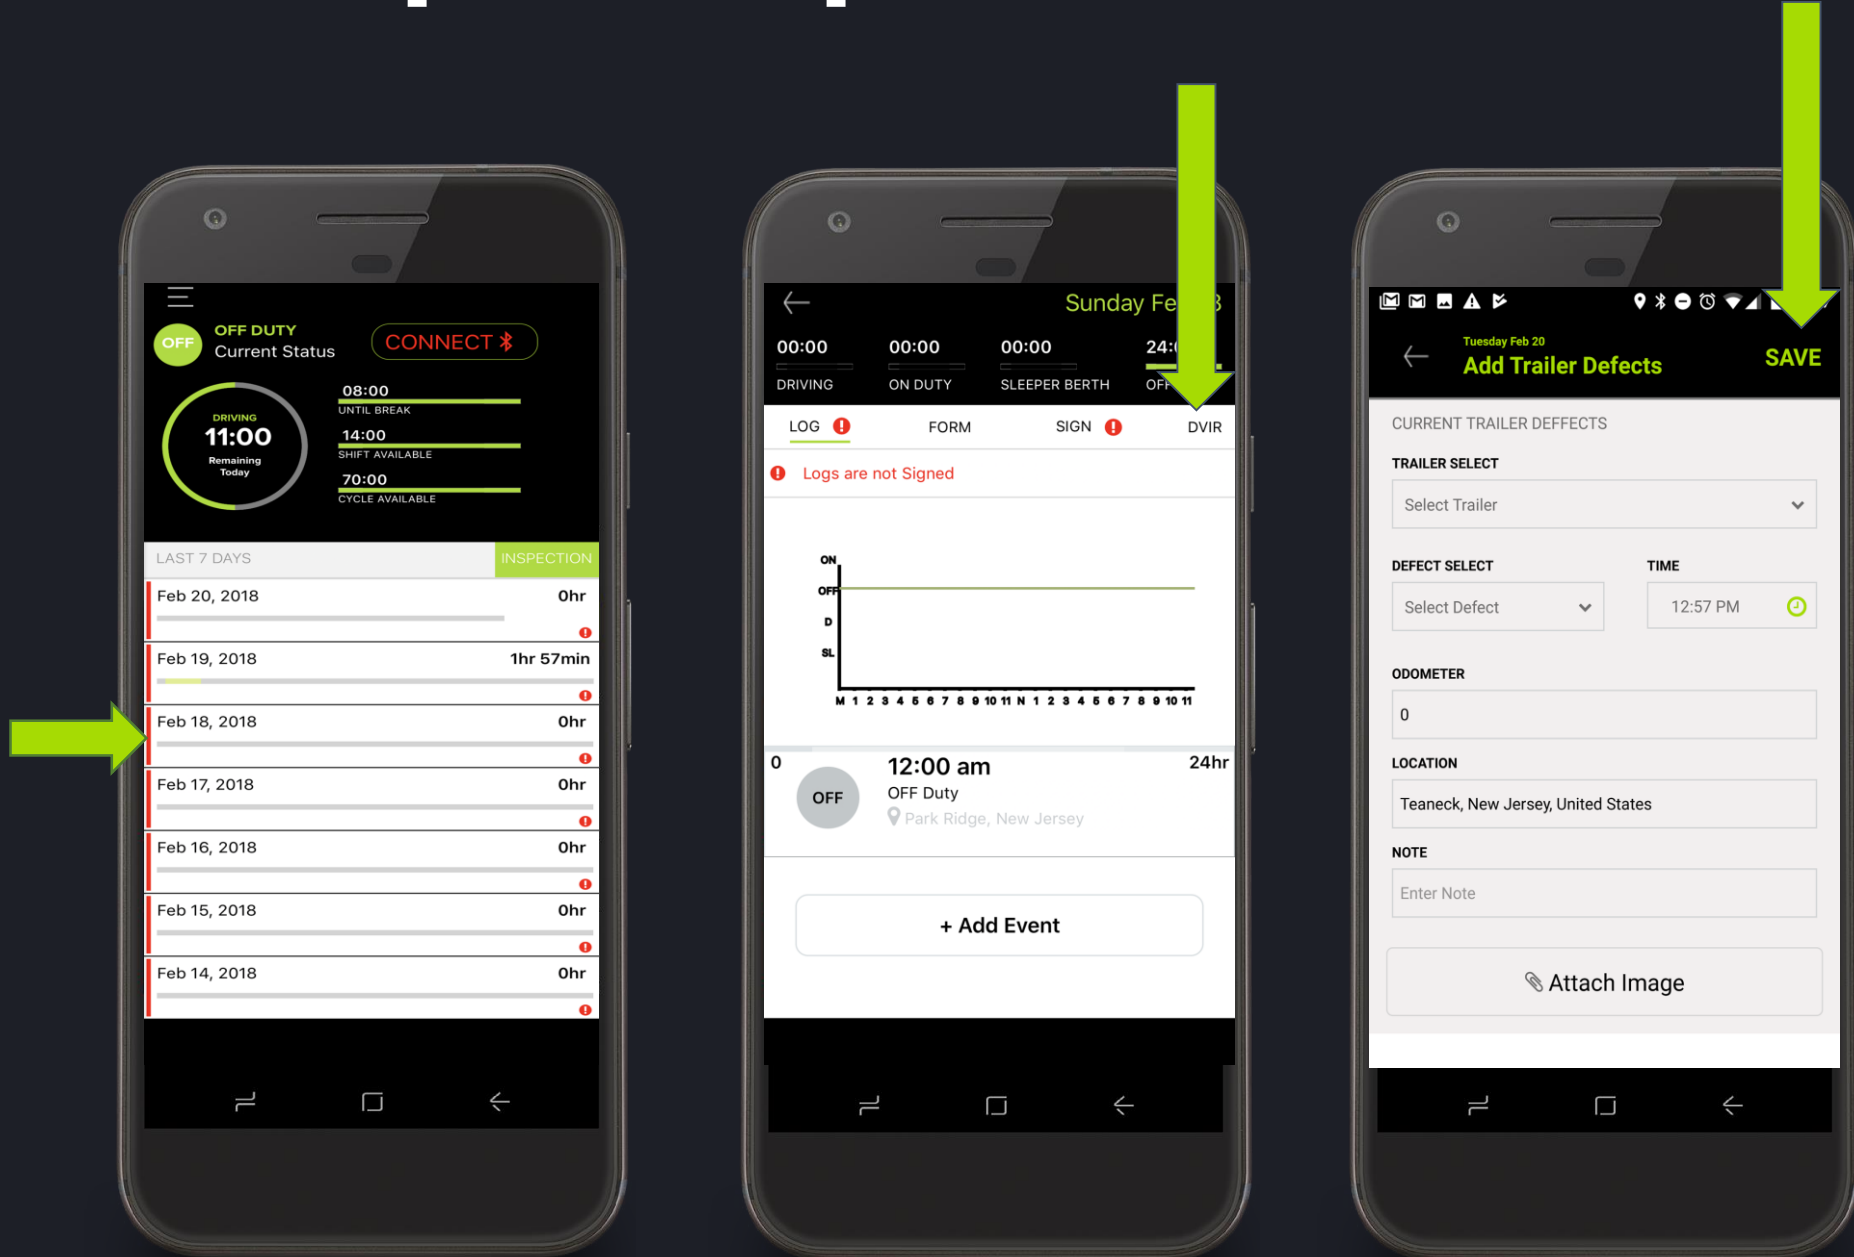 OFF
OFF DUTY
Current Status
CONNECT
DRIVING
11:00
Remaining
Today
08:00
UNTIL BREAK
14:00
SHIFT AVAILABLE
70:00
CYCLE AVAILABLE
LAST 7 DAYS
INSPECTION
Feb 20, 2018 0hr
Feb 19, 2018 1hr 57min
Feb 18, 2018 0hr
Feb 17, 2018 0hr
Feb 16, 2018 0hr
Feb 15, 2018 0hr
Feb 14, 2018 0hr
Sunday
00:00 00:00 00:00
DRIVING ON DUTY SLEEPER BERTH
LOG FORM SIGN DVIR
Logs are not Signed
ON
OFF
D
SL
M 1 2 3 4 5 6 7 8 9 10 11 N 1 2 3 4 5 6 7 8 9 10 11
0 12:00 am 24hr
OFF OFF Duty
Park Ridge, New Jersey
+ Add Event
Tuesday Feb 20
Add Trailer Defects SAVE
CURRENT TRAILER DEFFECTS
TRAILER SELECT
Select Trailer
DEFECT SELECT TIME
Select Defect 12:57 PM
ODOMETER
0
LOCATION
Teaneck, New Jersey, United States
NOTE
Enter Note
Attach Image